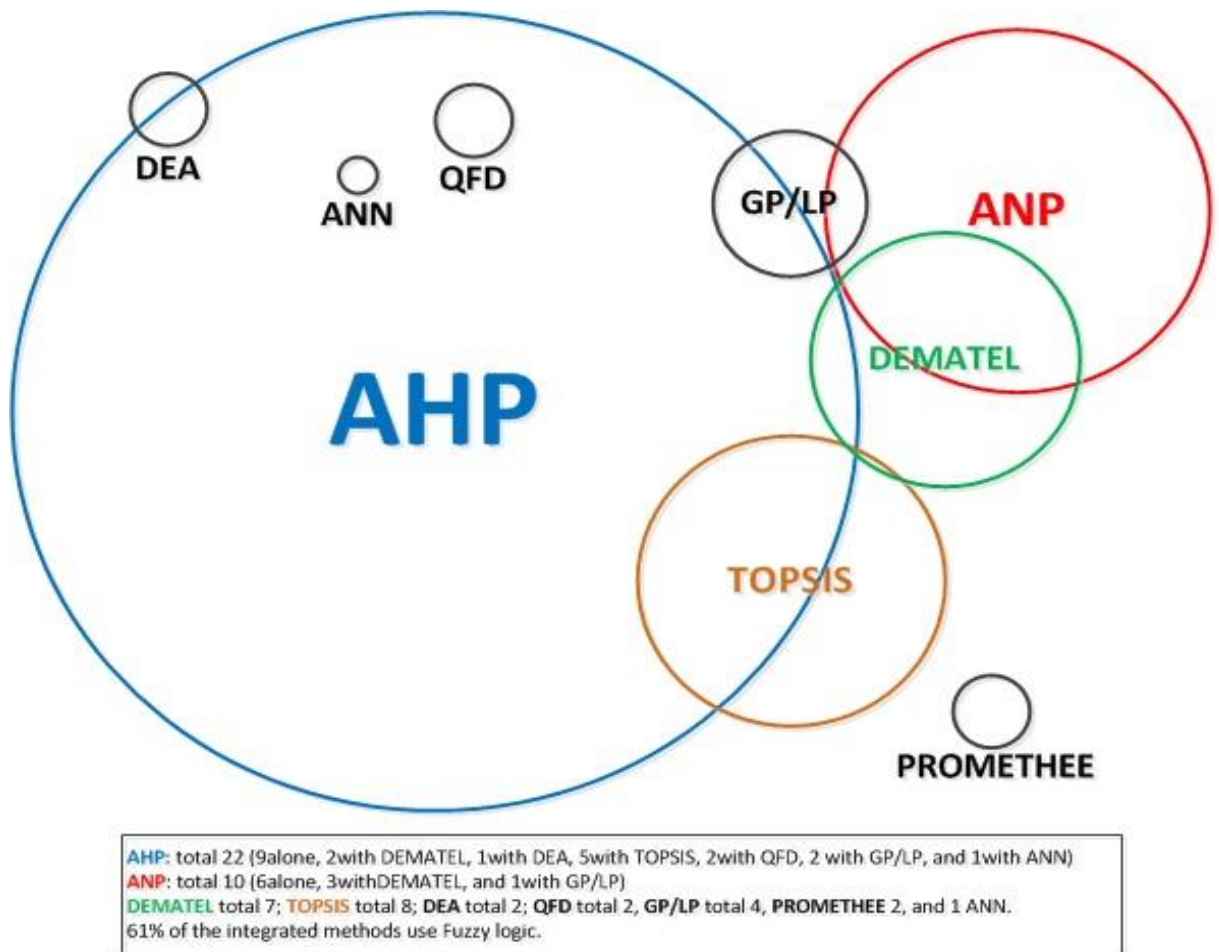 DEA
ANN
QFD
GP/LP
ANP
DEMATEL
AHP
TOPSIS
PROMETHEE
AHP: total 22 (9alone, 2with DEMATEL, 1with DEA, 5with TOPSIS, 2with QFD, 2 with GP/LP, and 1with ANN)
ANP: total 10 (6alone, 3withDEMATEL, and 1with GP/LP)
DEMATEL total 7; TOPSIS total 8; DEA total 2; QFD total 2, GP/LP total 4, PROMETHEE 2, and 1 ANN.
61% of the integrated methods use Fuzzy logic.